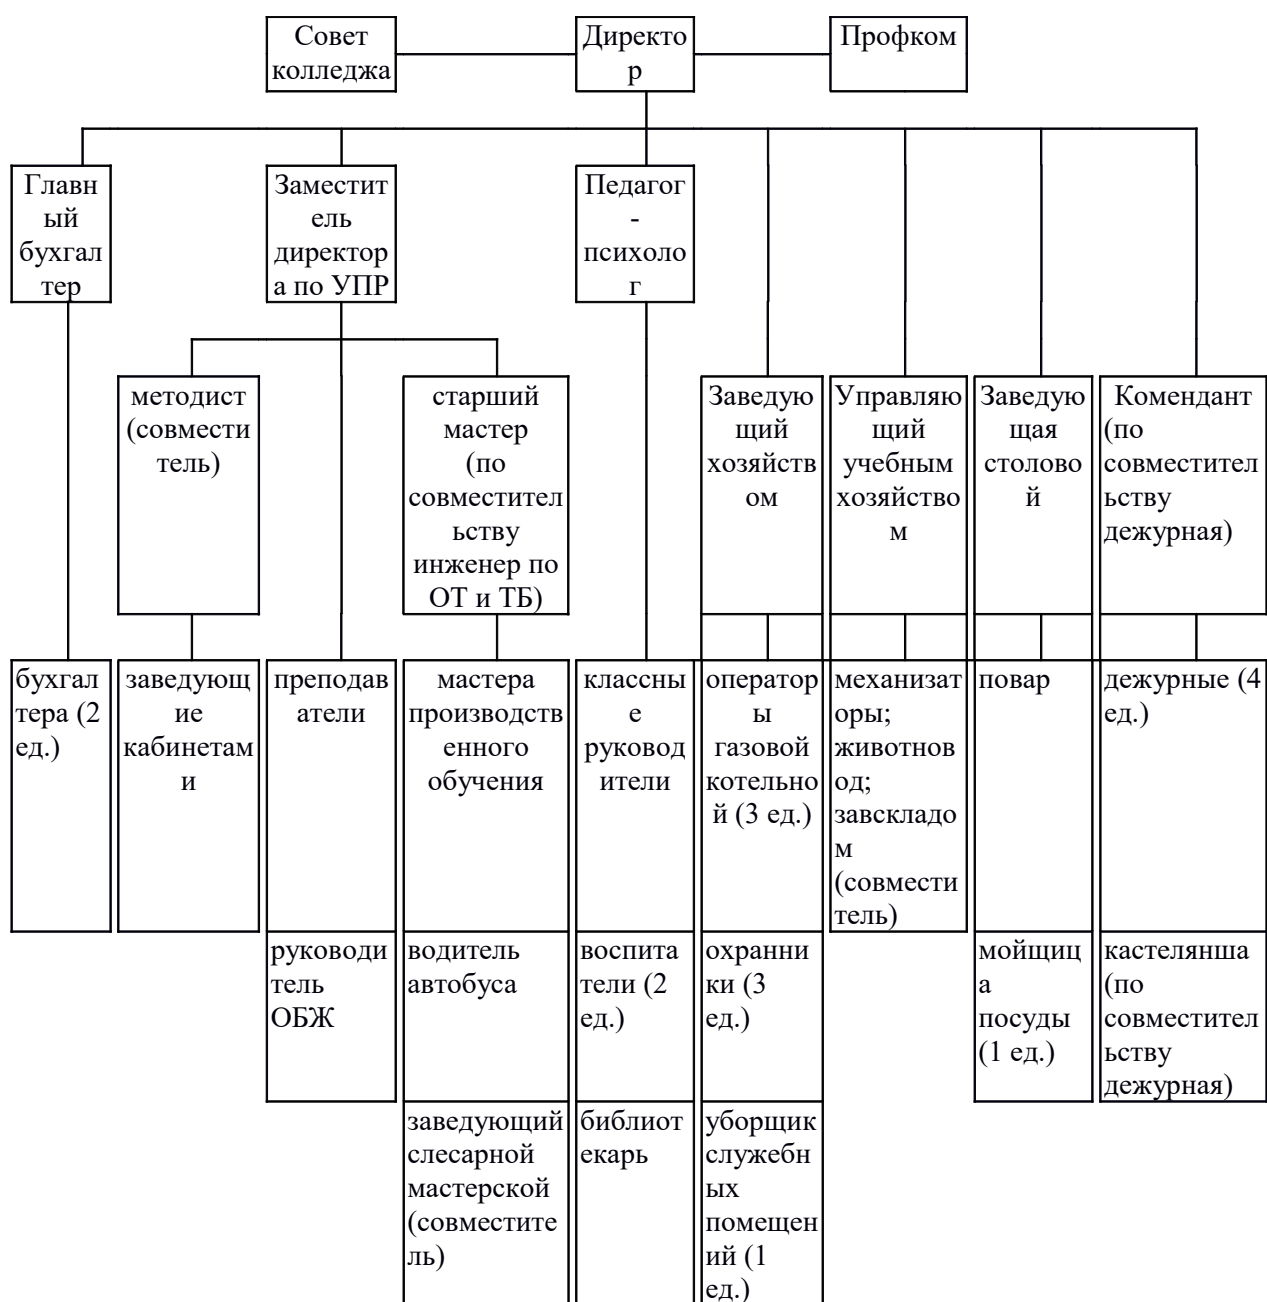 Совет
колледжа
Директо
р
Профком
Главн
ый
бухгал
тер
Заместит
ель
директор
а по УПР
Педагог
-
психоло
г
методист
(совмести
тель)
старший
мастер
(по
совместител
ьству
инженер по
ОТ и ТБ)
Заведую
щий
хозяйств
ом
Управляю
щий
учебным
хозяйство
м
Заведую
щая
столово
й
Комендант
(по
совместител
ьству
дежурная)
бухгал
тера (2
ед.)
заведующ
ие
кабинетам
и
преподав
атели
мастера
производств
енного
обучения
классны
е
руковод
ители
оператор
ы
газовой
котельно
й (3 ед.)
механизат
оры;
животнов
од;
завскладо
м
(совмести
тель)
повар
дежурные (4
ед.)
руководи
тель
ОБЖ
водитель
автобуса
воспита
тели (2
ед.)
охранни
ки (3
ед.)
мойщиц
а
посуды
(1 ед.)
кастелянша
(по
совместител
ьству
дежурная)
заведующий
слесарной
мастерской
(совместите
ль)
библиот
екарь
уборщик
служебн
ых
помещен
ий (1
ед.)